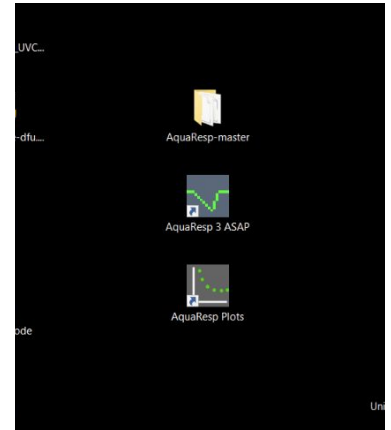 _UVC...
AquaResp-master
-dfu....
AquaResp 3 ASAP
AquaResp Plots
ode
Uni